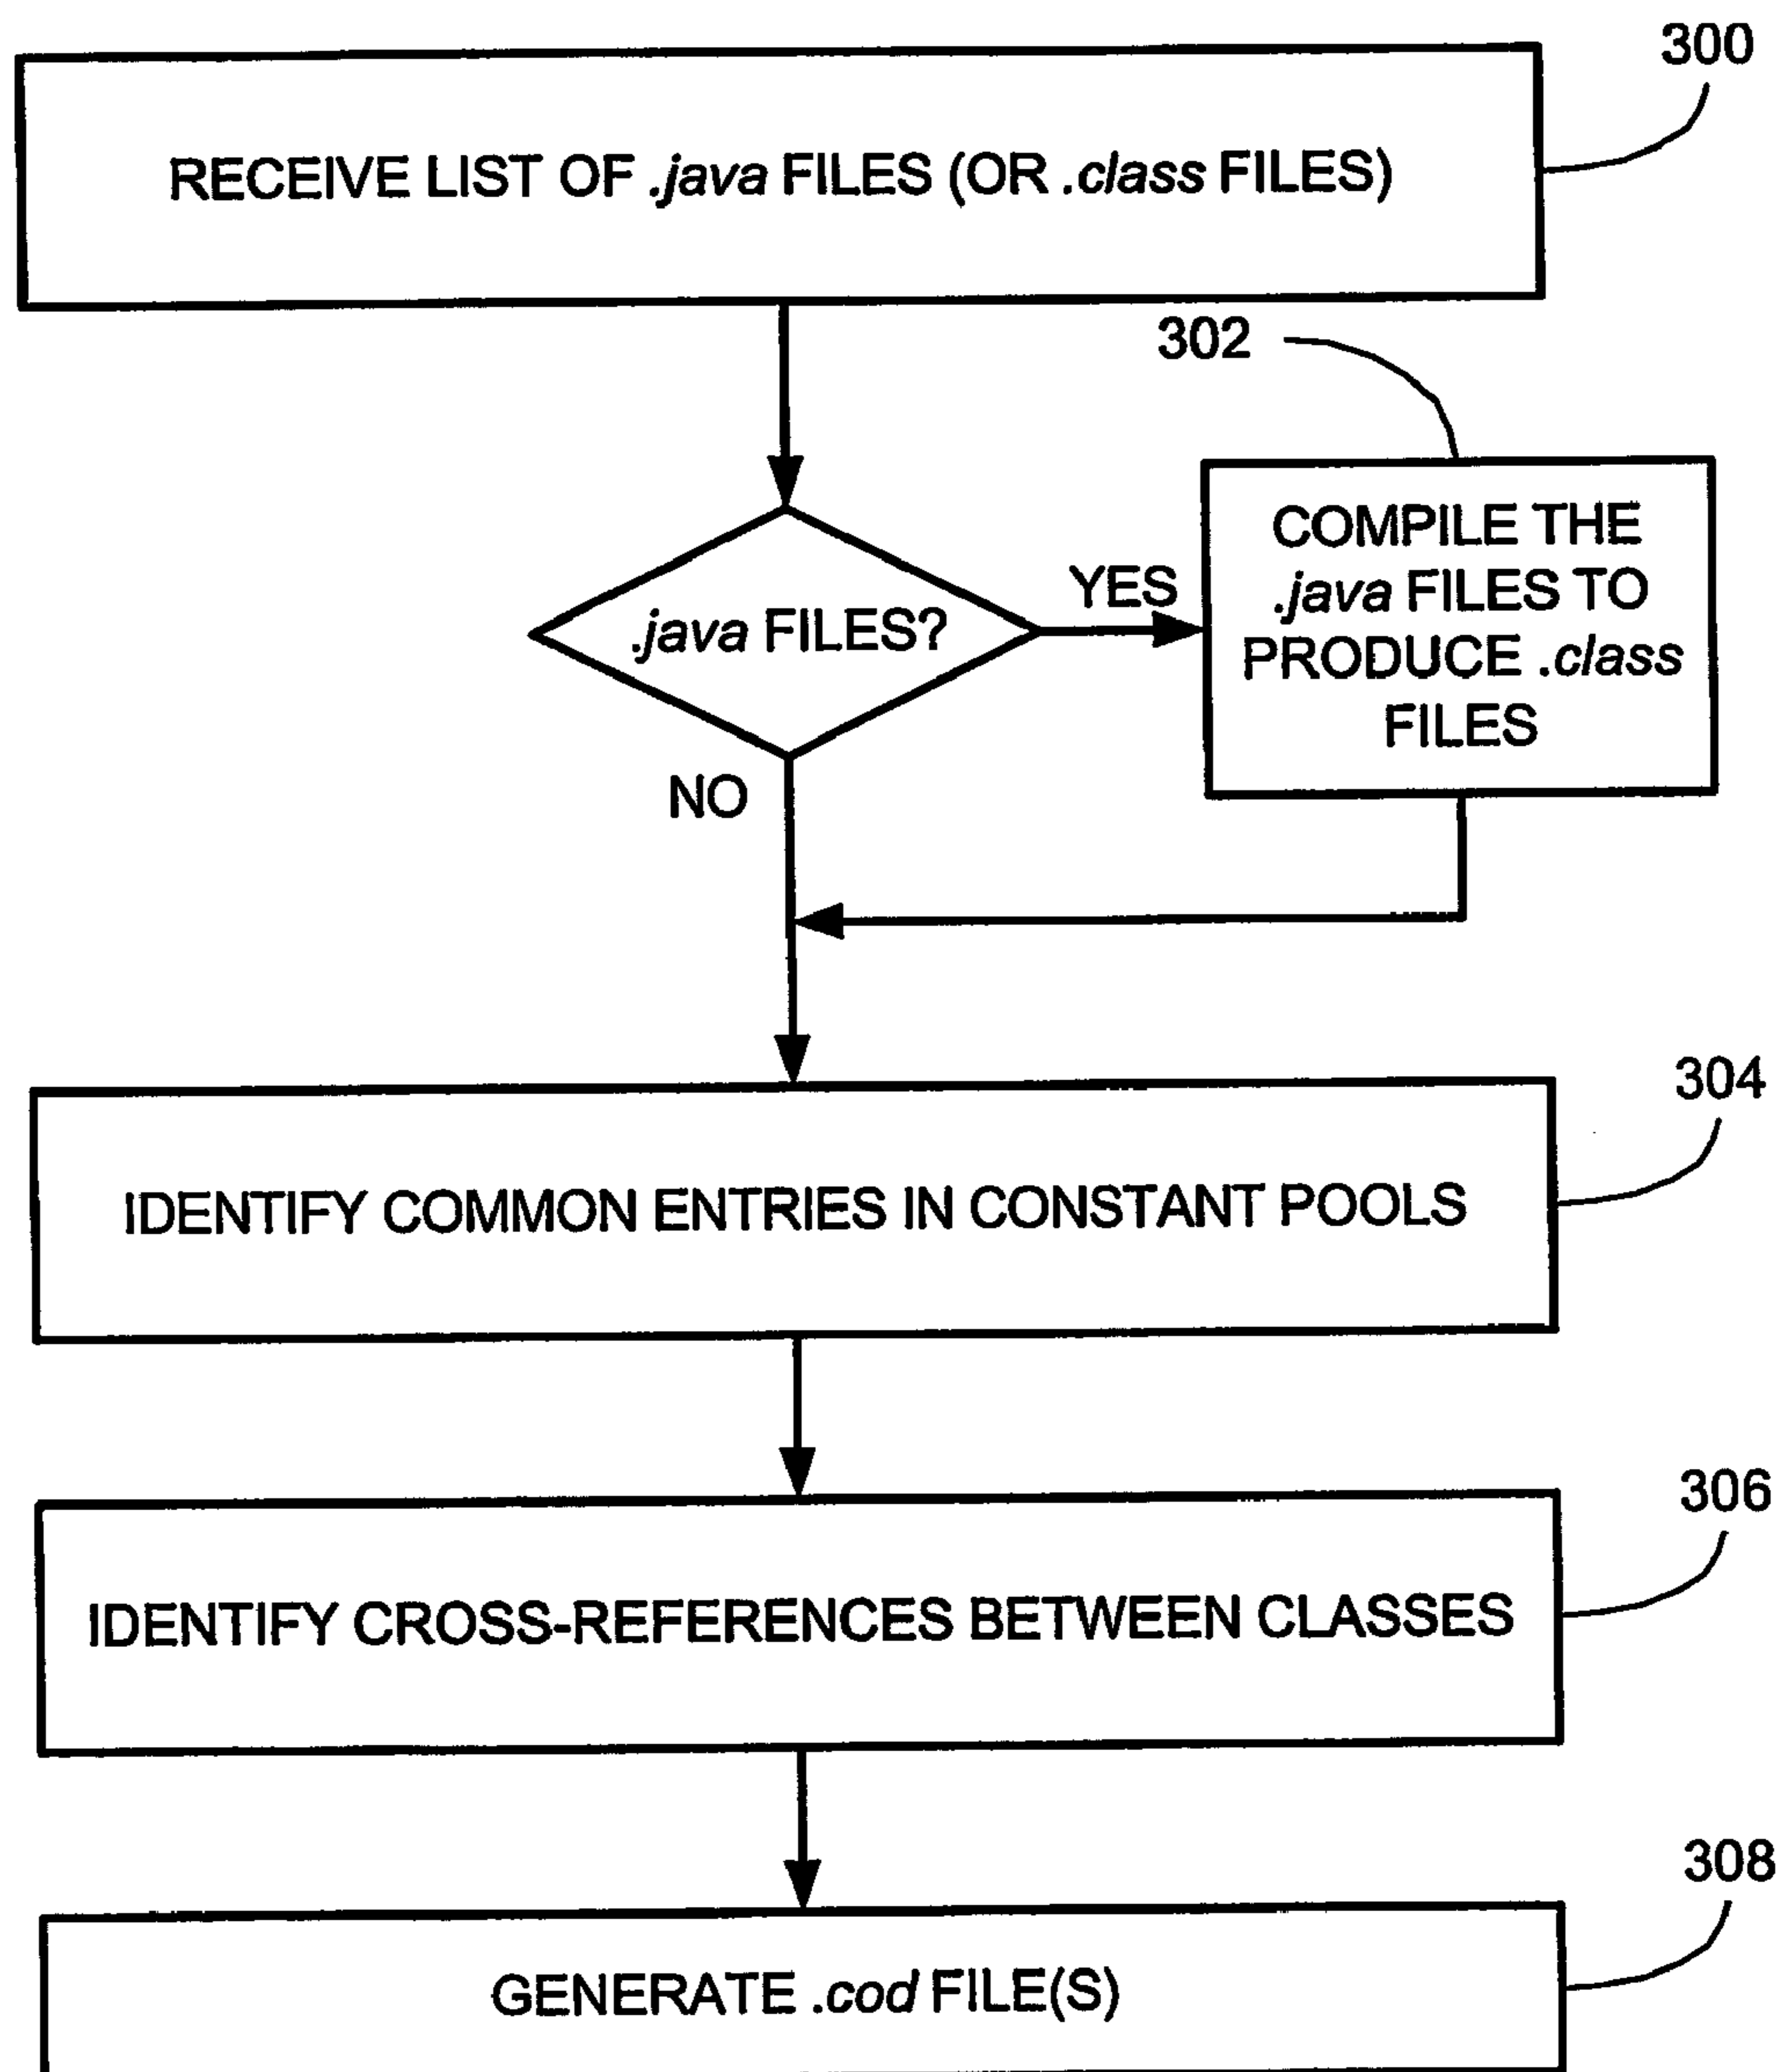 300
RECEIVE LIST OF .java FILES (OR .class FILES)
302
COMPILE THE
.java FILES TO
PRODUCE .class
FILES
YES
.java FILES?
NO
304
IDENTIFY COMMON ENTRIES IN CONSTANT POOLS
306
IDENTIFY CROSS-REFERENCES BETWEEN CLASSES
308
GENERATE .cod FILE(S)